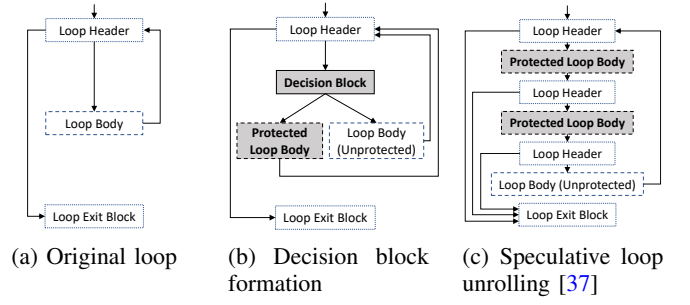 Loop Header
Loop Body
Loop Exit Block
(a) Original loop
Loop Header
Decision Block
Protected
Loop Body
Loop Body
(Unprotected)
Loop Exit Block
(b) Decision block
formation
Loop Header
Protected Loop Body
Loop Header
Protected Loop Body
Loop Header
Loop Body (Unprotected)
Loop Exit Block
(c) Speculative loop
unrolling [37]